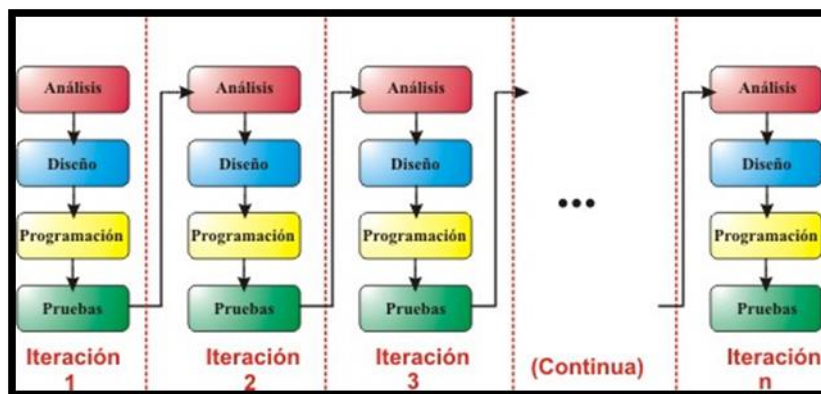 Análisis
Diseño
Programación
Pruebas
Iteración
1
Análisis
Diseño
Programación
Pruebas
Iteración
2
Análisis
Diseño
Programación
Pruebas
Iteración
3
...
(Continua)
Análisis
Diseño
Programación
Pruebas
Iteración
n